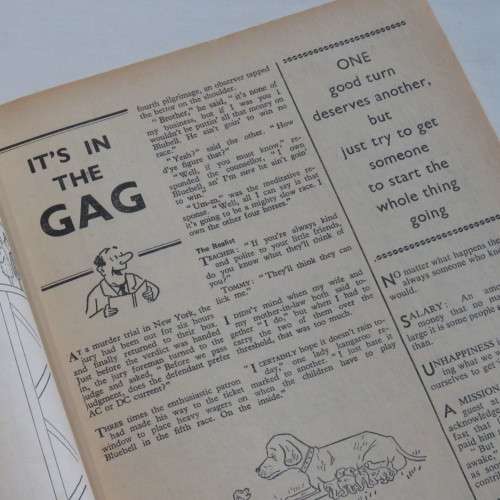 IT'S IN
THE
GAG
AT a murder trial in New York, the
jury had been out for six hours
and finally returned to their box.
Just before the verdict was handed
in, the jury foreman turned to the
judge and asked: "Before we pass
judgment, does the defendant prefer
AC or DC current?"
THREE times the enthusiastic patron
had made his way to the ticket
window to place heavy wagers on
Bluebell in the fifth race. On the
fourth pilgrimage, an observer tapped
the bettor on the shoulder.
"Brother," he said, "it's none of
my business, but if I was you I
wouldn't be puttin' all that money on
Blubell. He ain't goin' to win no
race."
"Yeah?" said the other. "How
d'ye figure that?"
"Well, if you must know," re-
sponded the counsellor, "I own
Bluebell, an' I'm sure he ain't goin'
to win."
"Um-m," was the meditative re-
sponse. "Well, all I can say is that
it's going to be a mighty slow race. I
own the other four horses."
The Realist
TEACHER: "If you're always kind
and polite to your little friends,
do you know what they'll think of
you?"
TOMMY: "They'll think they can
lick me."
I DIDN'T mind when my wife and
my mother-in-law both said to-
gether "I do," but when I had to
carry the two of them over the
threshold, that was too much.
"I CERTAINLY hope it doesn't rain to-
day," one lady kangaroo re-
marked to another. "I just hate it
when the children have to play
inside."
ONE
good turn
deserves another,
but
just try to get
someone
to start the
whole thing
going
NO matter what happens
always someone who
would.
SALARY: An
money that no
large it is some people
than.
UNHAPPINESS
ing what we
ourselves to get
A MISSION
guest at
remarked
fast, that
paid him
"But
awake,"
as some